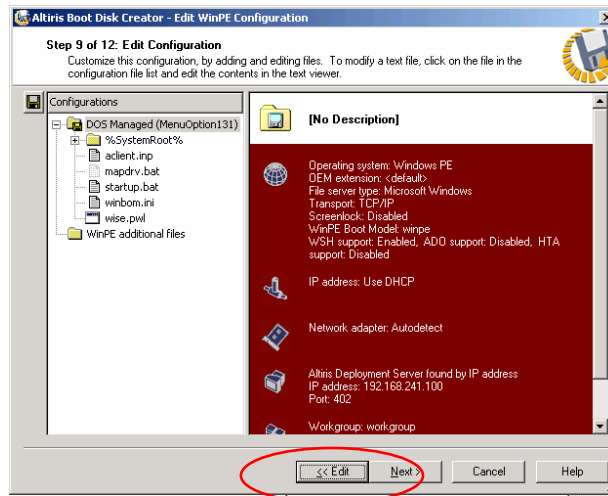 Altiris Boot Disk Creator - Edit WinPE Configuration
Step 9 of 12: Edit Configuration
Customize this configuration, by adding and editing files. To modify a text file, click on the file in the
configuration file list and edit the contents in the text viewer.
Configurations
DOS Managed (MenuOption131)
%SystemRoot%
aclient.inp
mapdrv.bat
startup.bat
winbom.ini
wise.pwl
WinPE additional files
[No Description]
Operating system: Windows PE
OEM extension: <default>
File server type: Microsoft Windows
Transport: TCP/IP
Screenlock: Disabled
WinPE Boot Model: winpe
WSH support: Enabled, ADO support: Disabled, HTA
support: Disabled
IP address: Use DHCP
Network adapter: Autodetect
Altiris Deployment Server found by IP address
IP address: 192.168.241.100
Port: 402
Workgroup: workgroup
<< Edit
Next >
Cancel
Help